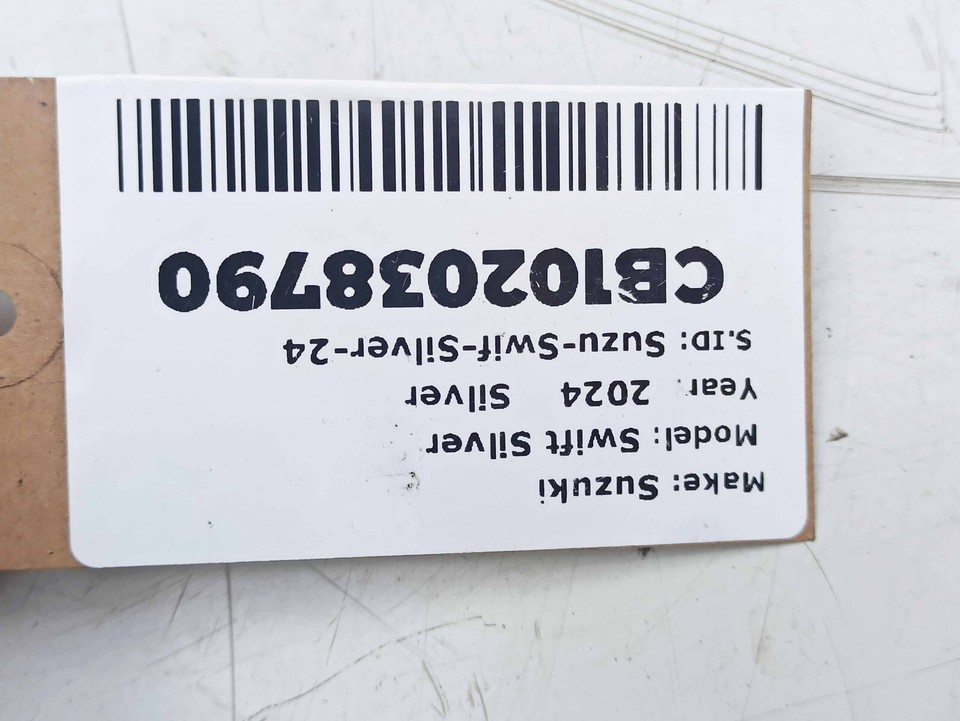 Make: Suzuki
Model: Swift Silver
Year: 2024 Silver
S.ID: Suzu-Swif-Silver-24
CB102038790